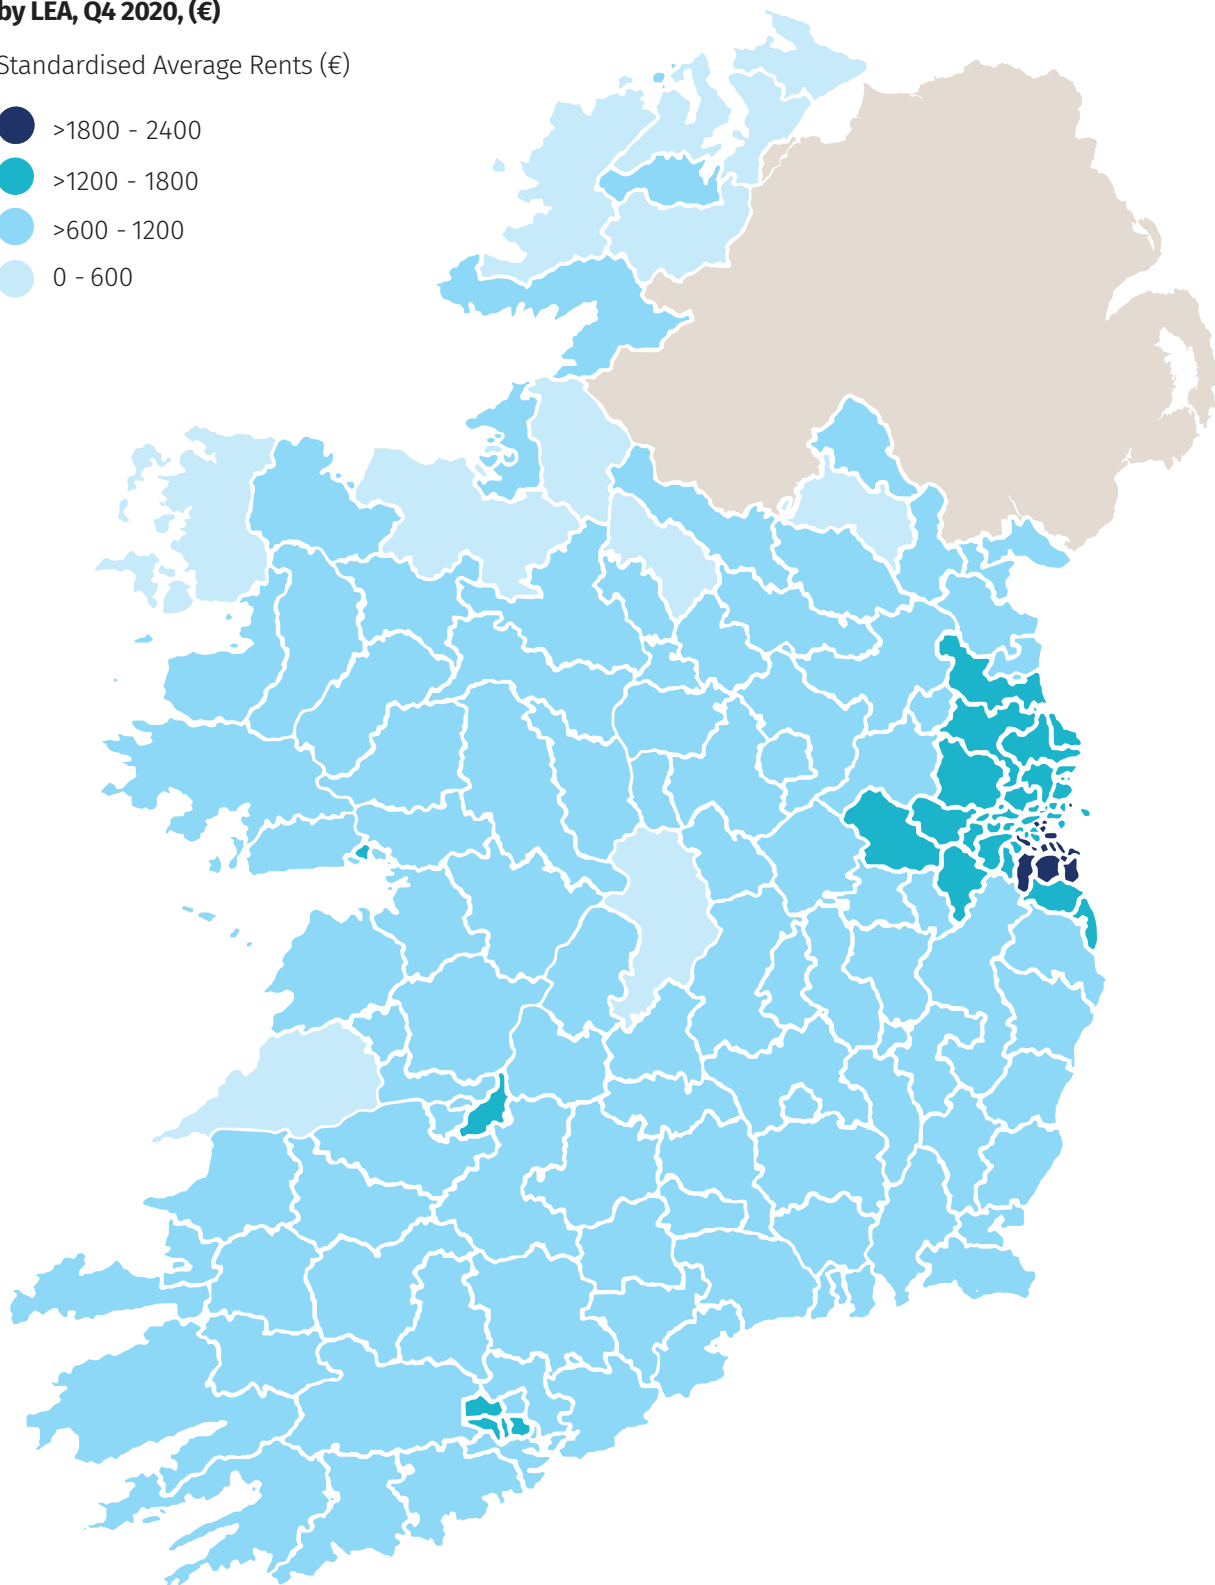 by LEA, Q4 2020, (€)
Standardised Average Rents (€)
>1800 - 2400
>1200 - 1800
>600 - 1200
0 - 600